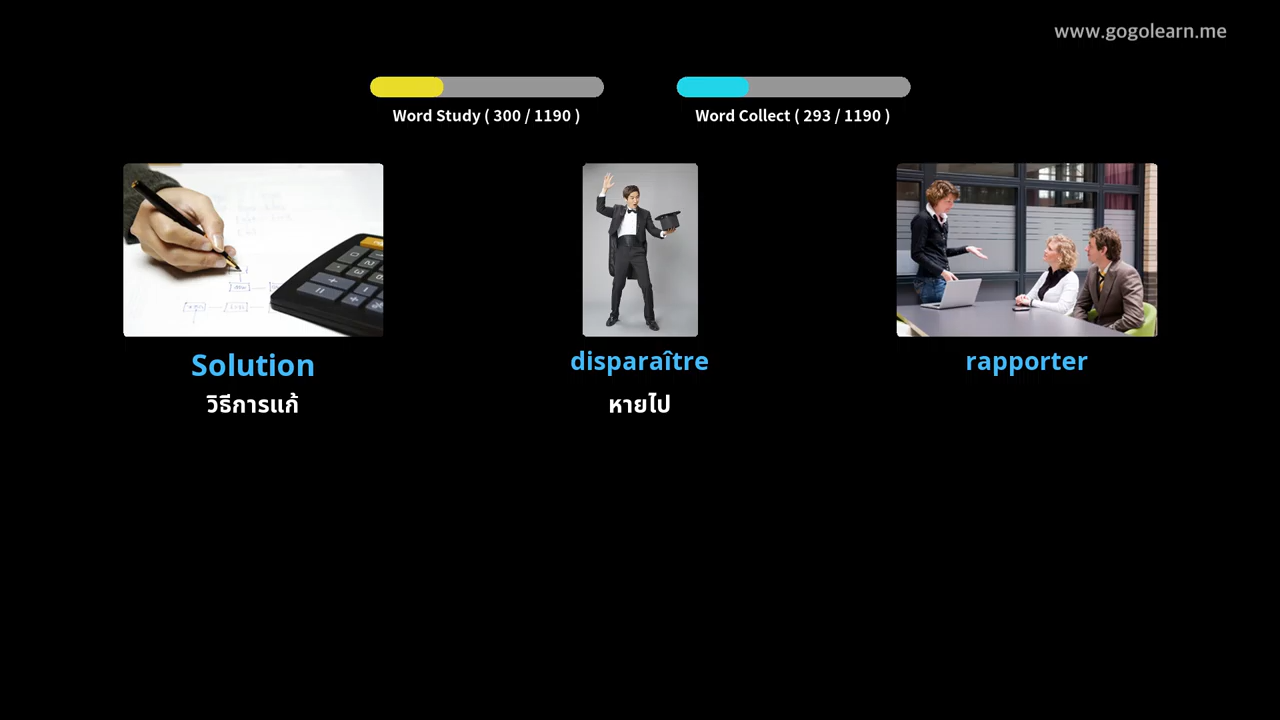 www.gogolearn.me
Word Study ( 300 / 1190 )
Word Collect ( 293 / 1190 )
Solution
วิธีการแก้
disparaître
หายไป
rapporter